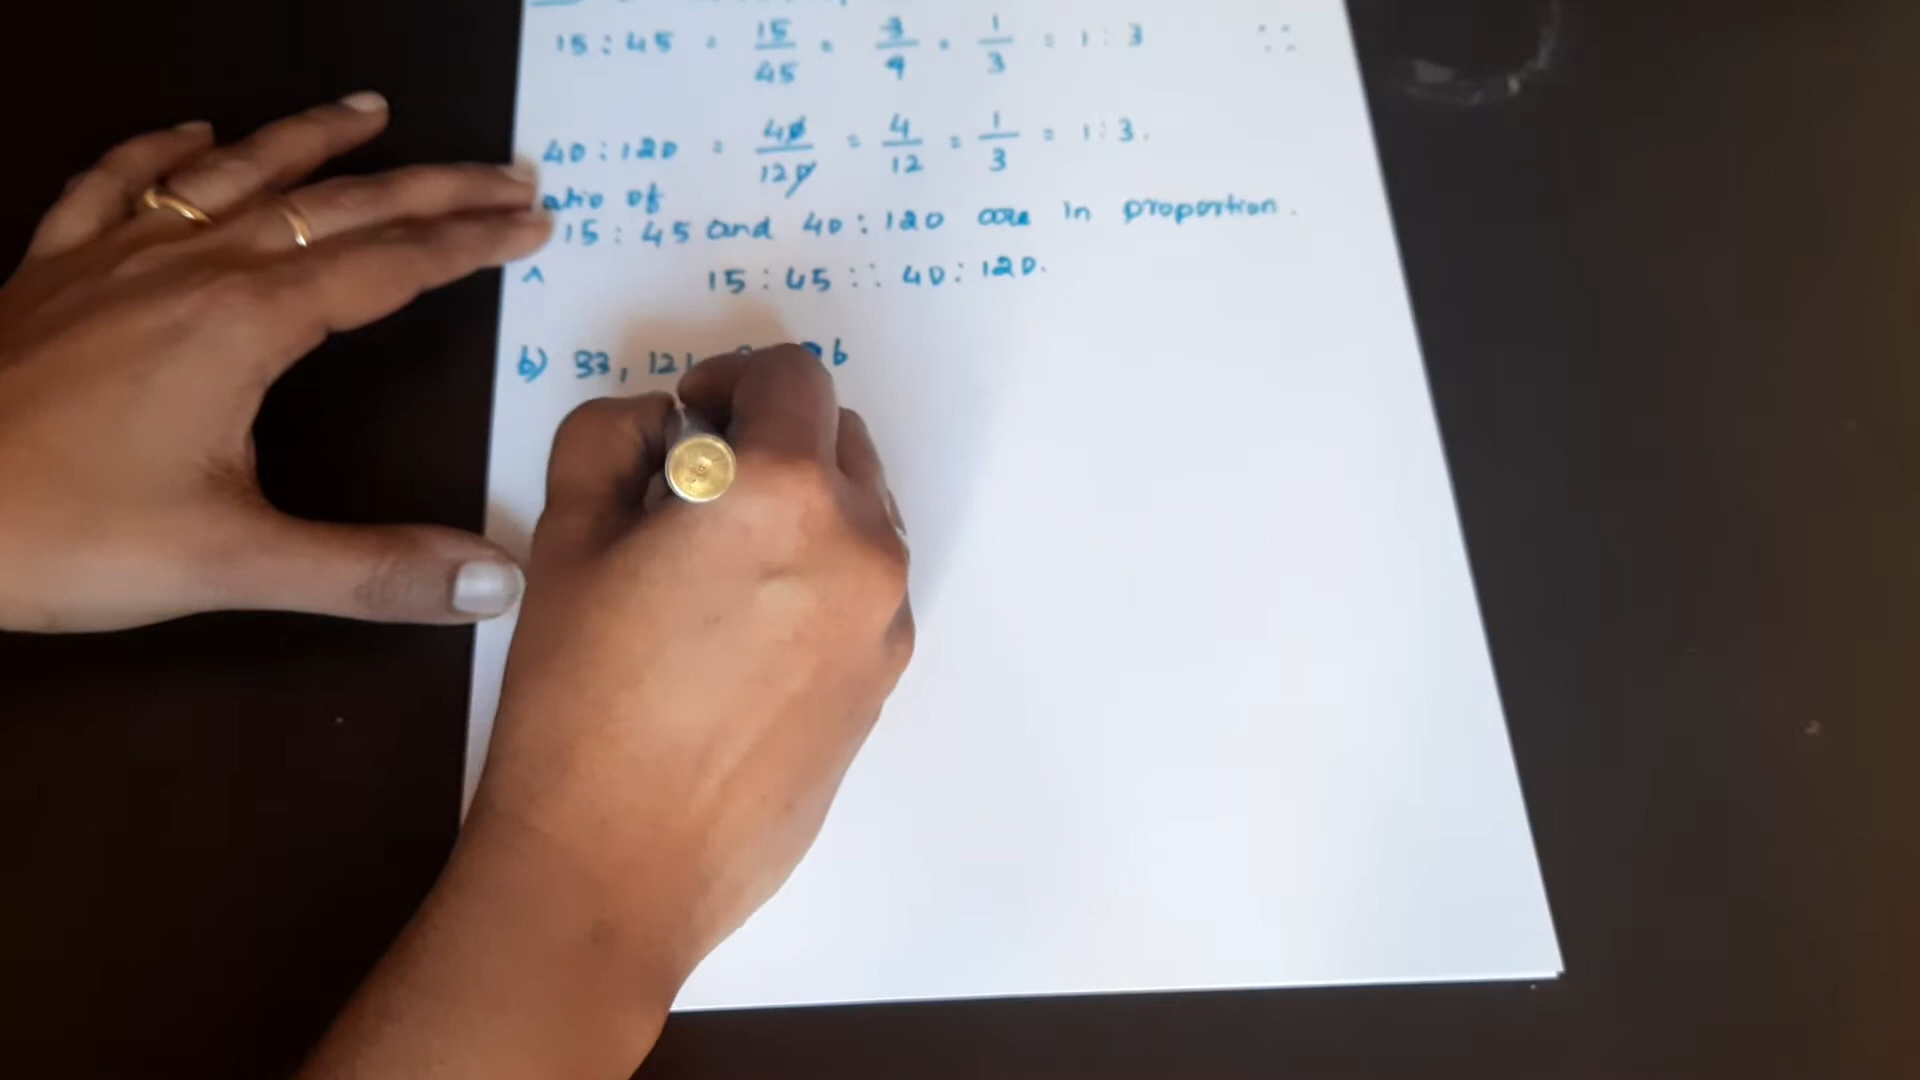 15 : 45 = 15/45 = 3/9 = 1/3 = 1 : 3 ::
40 : 120 = 40/120 = 4/12 = 1/3 = 1 : 3.
atio of
15 : 45 and 40 : 120 are in proportion.
^ 15 : 45 :: 40 : 120.
b) 33, 121